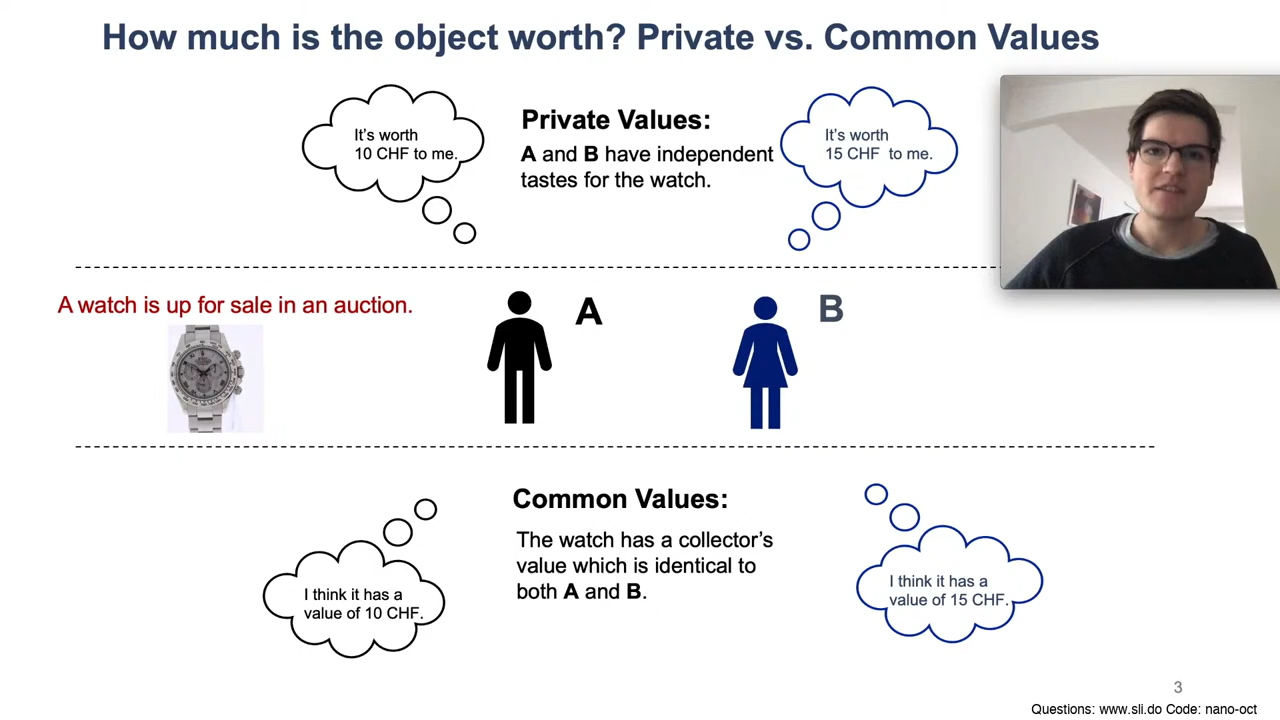 How much is the object worth? Private vs. Common Values
It's worth
10 CHF to me.
Private Values:
A and B have independent
tastes for the watch.
It's worth
15 CHF to me.
A watch is up for sale in an auction.
A
B
Common Values:
The watch has a collector's
value which is identical to
both A and B.
I think it has a
value of 10 CHF.
I think it has a
value of 15 CHF.
3
Questions: www.sli.do Code: nano-oct